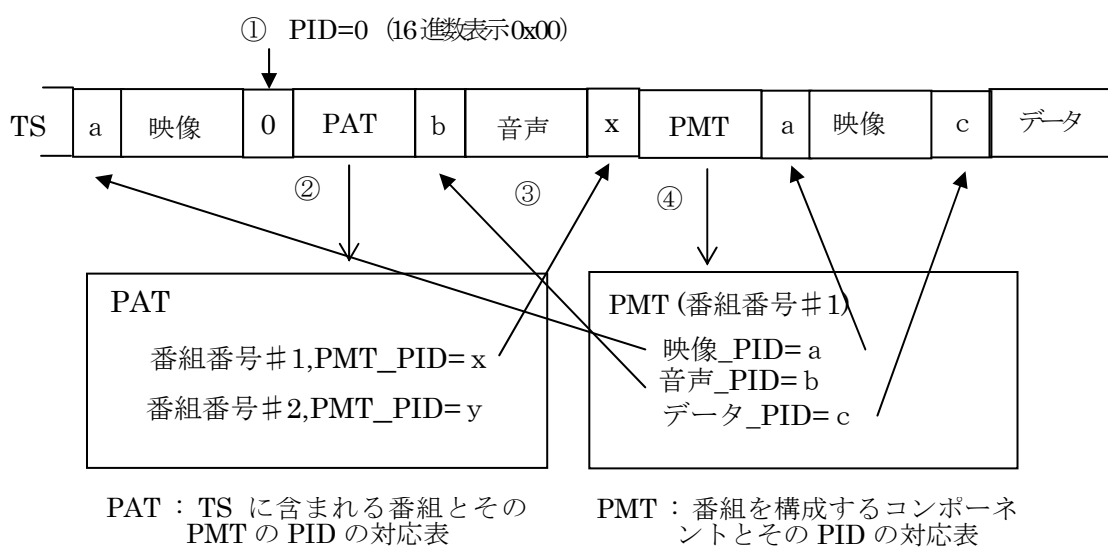 ① PID=0 (16進数表示0x00)
TS a 映像 0 PAT b 音声 x PMT a 映像 c データ
② ③ ④
PAT
番組番号＃1,PMT_PID=x
番組番号＃2,PMT_PID=y
PMT(番組番号＃1)
映像_PID=a
音声_PID=b
データ_PID=c
PAT：TS に含まれる番組とその
PMT の PID の対応表
PMT：番組を構成するコンポーネ
ントとその PID の対応表